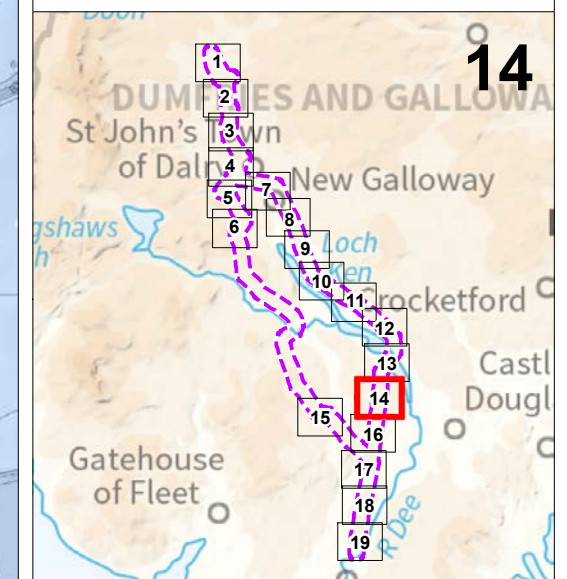 Doon
14
1
2
DUMFRIES AND GALLOWA
3
St John's Town
of Dalry
4
5
6
7
New Galloway
8
gshaws
h
9
Loch
Ken
10
11
Crocketford
12
13
Castl
Dougl
14
15
16
Gatehouse
of Fleet
17
18
19
R Dee